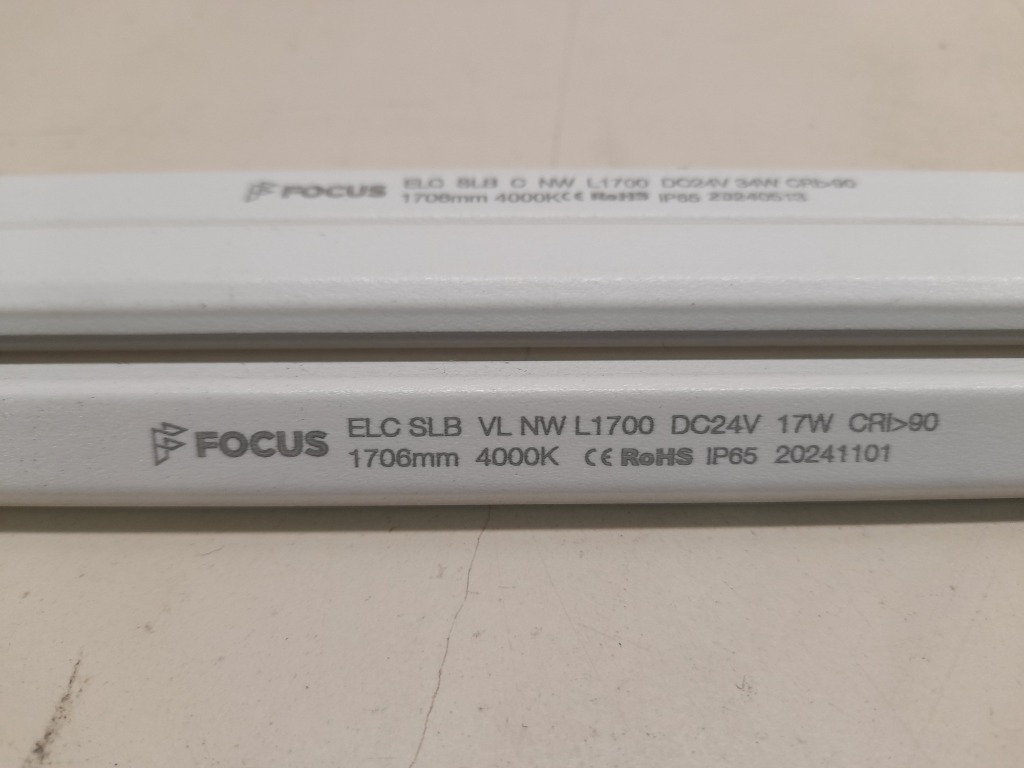 FOCUS ELC SLB C NW L1700 DC24V 34W CRI>90
1706mm 4000K CE RoHS IP65 20240513
FOCUS ELC SLB VL NW L1700 DC24V 17W CRI>90
1706mm 4000K CE RoHS IP65 20241101